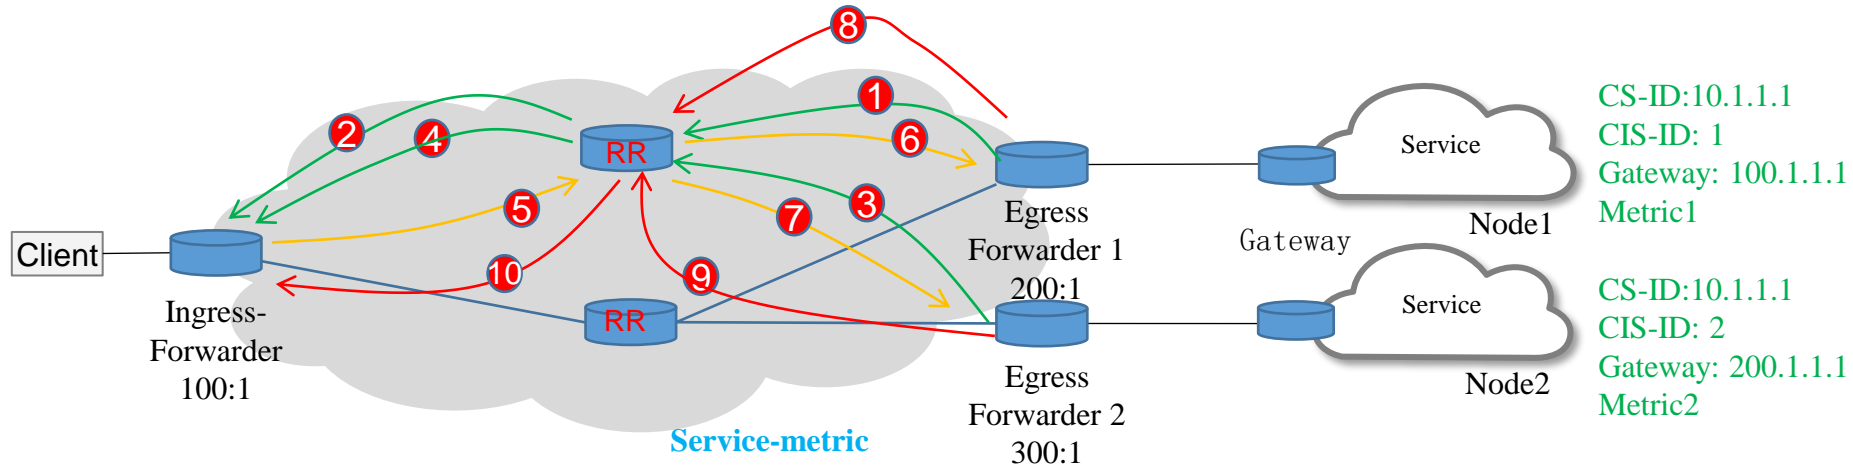 8
1
2
4
6
RR
5
7
3
10
9
RR
Client
Ingress-
Forwarder
100:1
Egress
Forwarder 1
200:1
Egress
Forwarder 2
300:1
Service-metric
Gateway
Service
Node1
Service
Node2
CS-ID:10.1.1.1
CIS-ID: 1
Gateway: 100.1.1.1
Metric1
CS-ID:10.1.1.1
CIS-ID: 2
Gateway: 200.1.1.1
Metric2